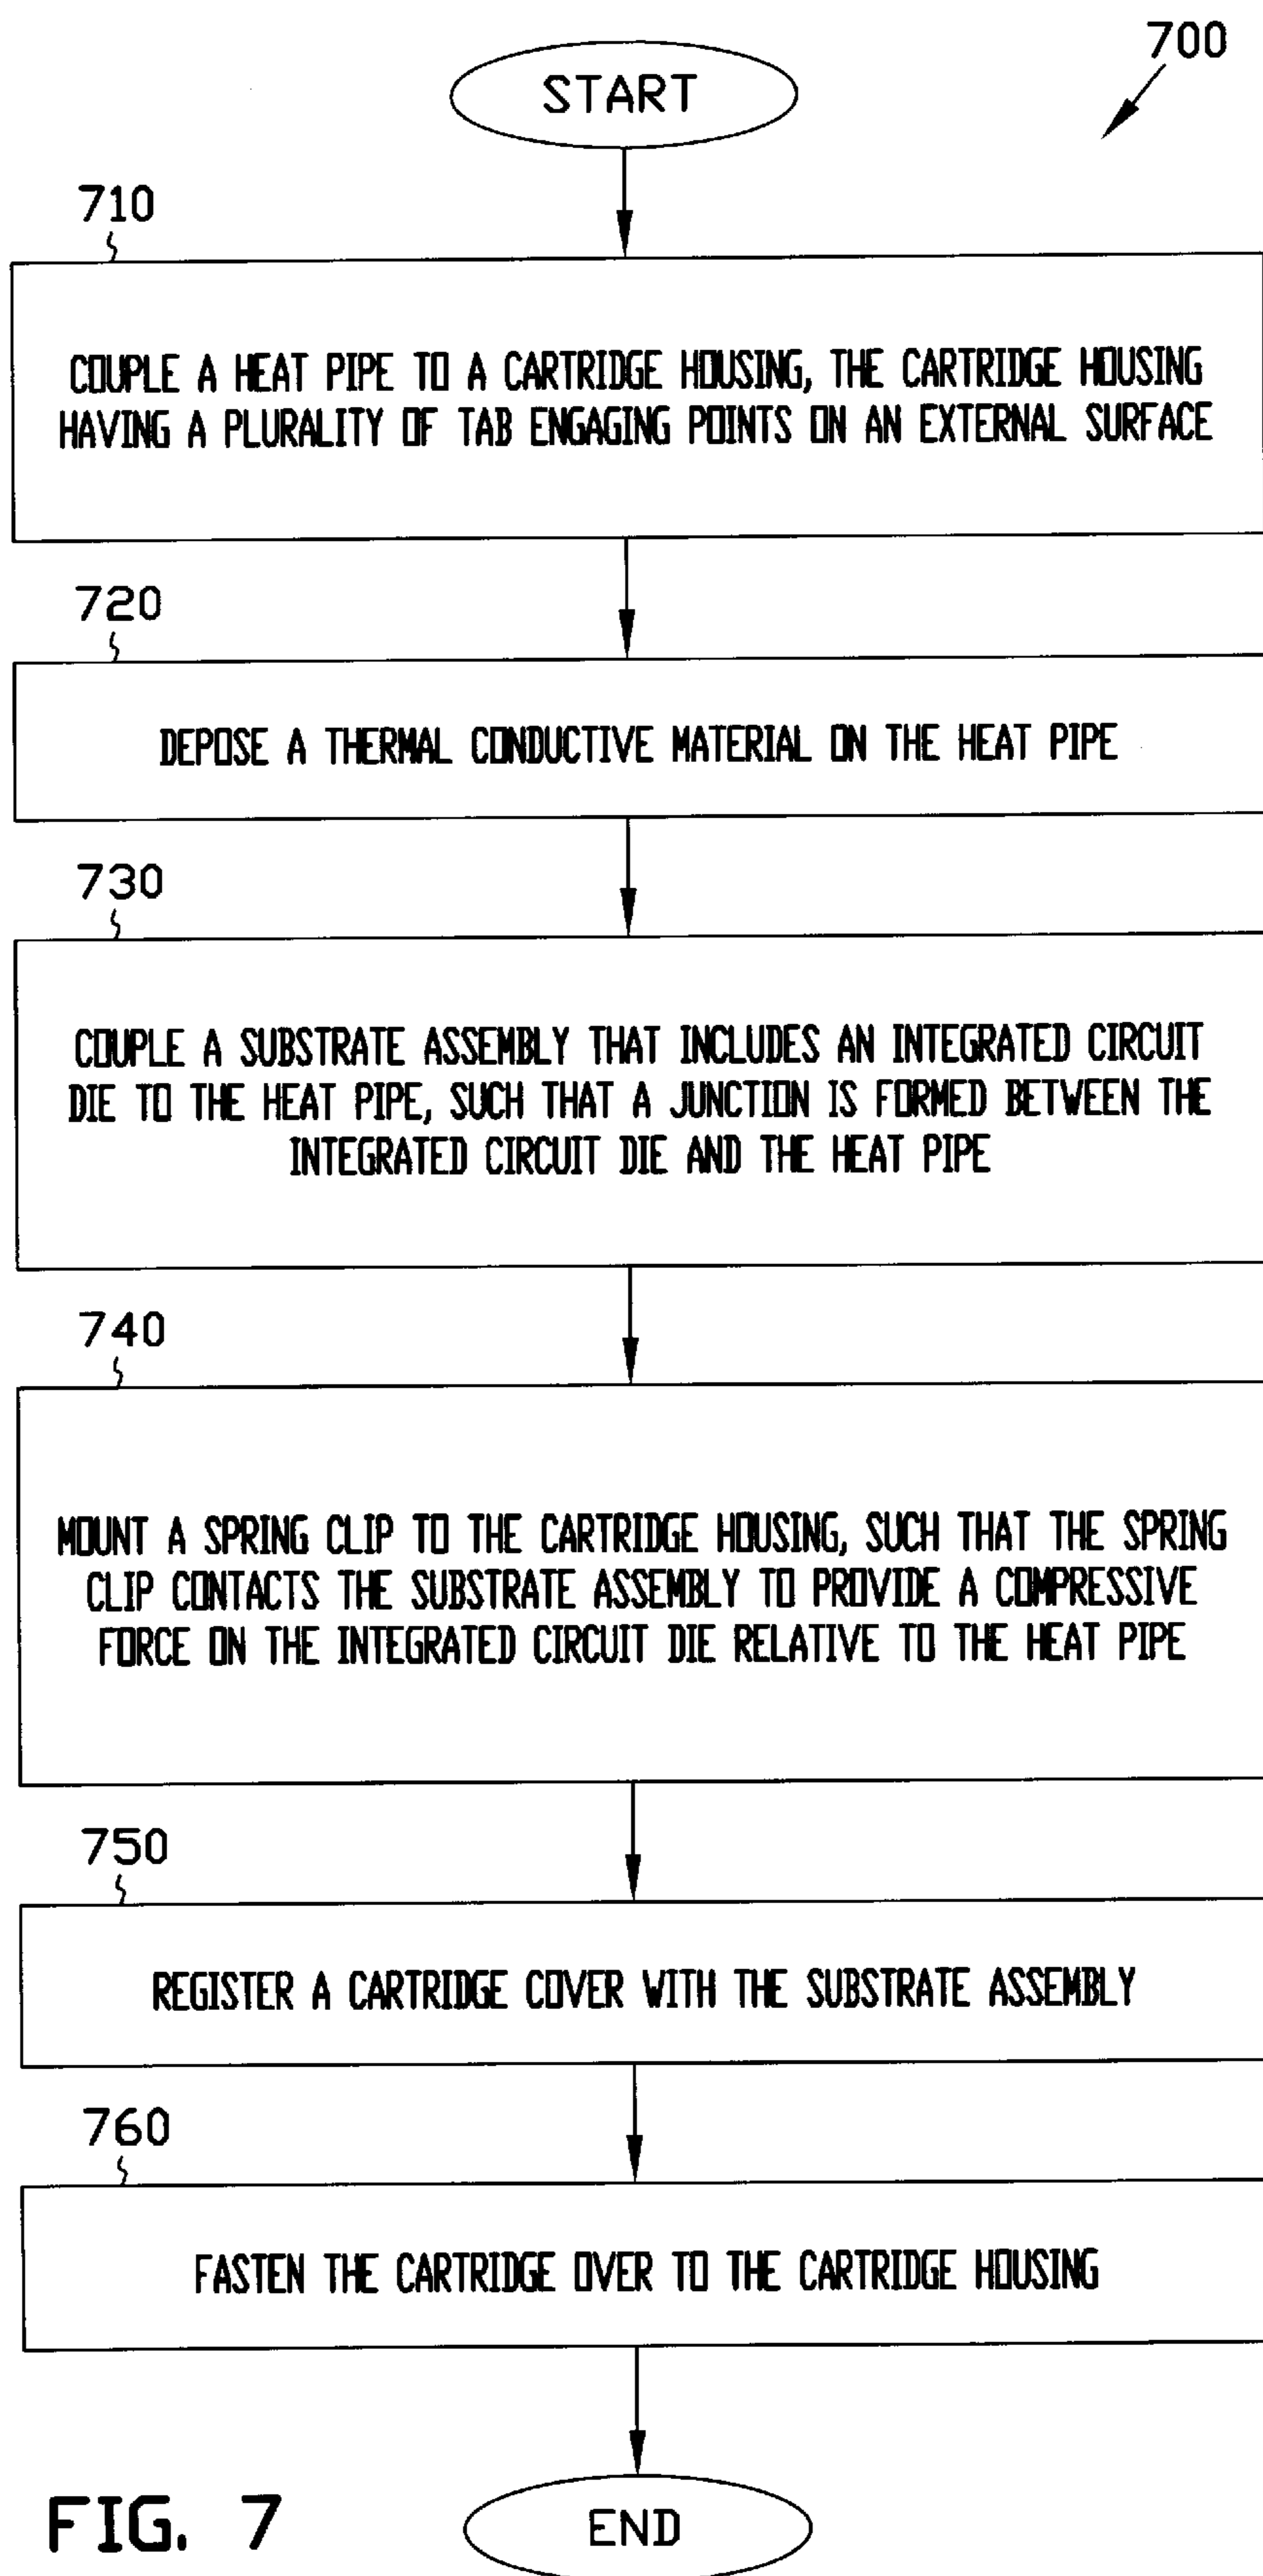 700
START
710
COUPLE A HEAT PIPE TO A CARTRIDGE HOUSING, THE CARTRIDGE HOUSING
HAVING A PLURALITY OF TAB ENGAGING POINTS ON AN EXTERNAL SURFACE
720
DEPOSE A THERMAL CONDUCTIVE MATERIAL ON THE HEAT PIPE
730
COUPLE A SUBSTRATE ASSEMBLY THAT INCLUDES AN INTEGRATED CIRCUIT
DIE TO THE HEAT PIPE, SUCH THAT A JUNCTION IS FORMED BETWEEN THE
INTEGRATED CIRCUIT DIE AND THE HEAT PIPE
740
MOUNT A SPRING CLIP TO THE CARTRIDGE HOUSING, SUCH THAT THE SPRING
CLIP CONTACTS THE SUBSTRATE ASSEMBLY TO PROVIDE A COMPRESSIVE
FORCE ON THE INTEGRATED CIRCUIT DIE RELATIVE TO THE HEAT PIPE
750
REGISTER A CARTRIDGE COVER WITH THE SUBSTRATE ASSEMBLY
760
FASTEN THE CARTRIDGE OVER TO THE CARTRIDGE HOUSING
END
FIG. 7